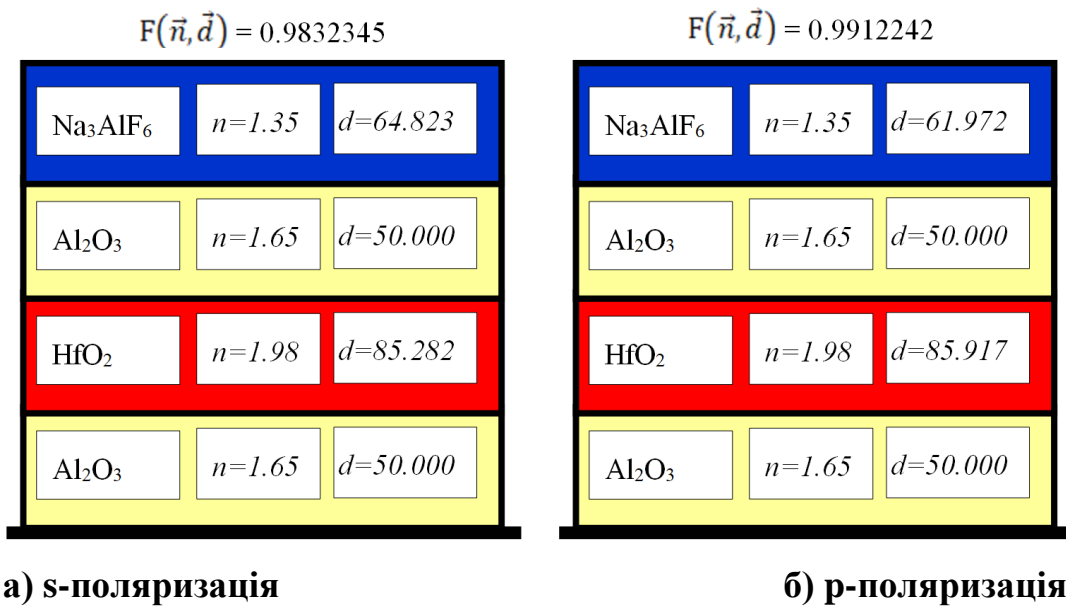 F(n⃗,d⃗) = 0.9832345
Na₃AlF₆ n=1.35 d=64.823
Al₂O₃ n=1.65 d=50.000
HfO₂ n=1.98 d=85.282
Al₂O₃ n=1.65 d=50.000
а) s-поляризація
F(n⃗,d⃗) = 0.9912242
Na₃AlF₆ n=1.35 d=61.972
Al₂O₃ n=1.65 d=50.000
HfO₂ n=1.98 d=85.917
Al₂O₃ n=1.65 d=50.000
б) p-поляризація